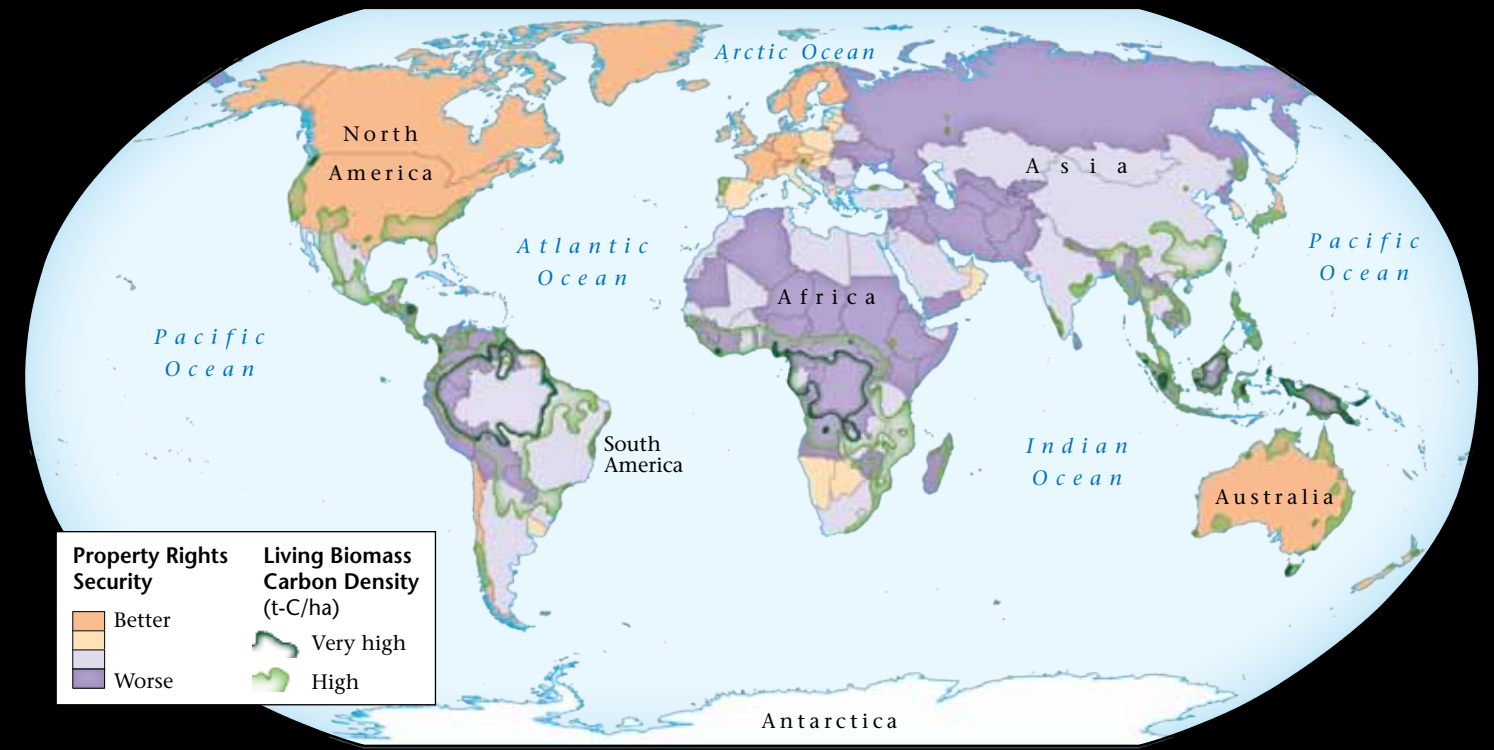 Arctic Ocean
North
America
Asia
Atlantic
Ocean
Pacific
Ocean
Africa
Pacific
Ocean
South
America
Indian
Ocean
Australia
Property Rights
Security
Better
Worse
Living Biomass
Carbon Density
(t-C/ha)
Very high
High
Antarctica